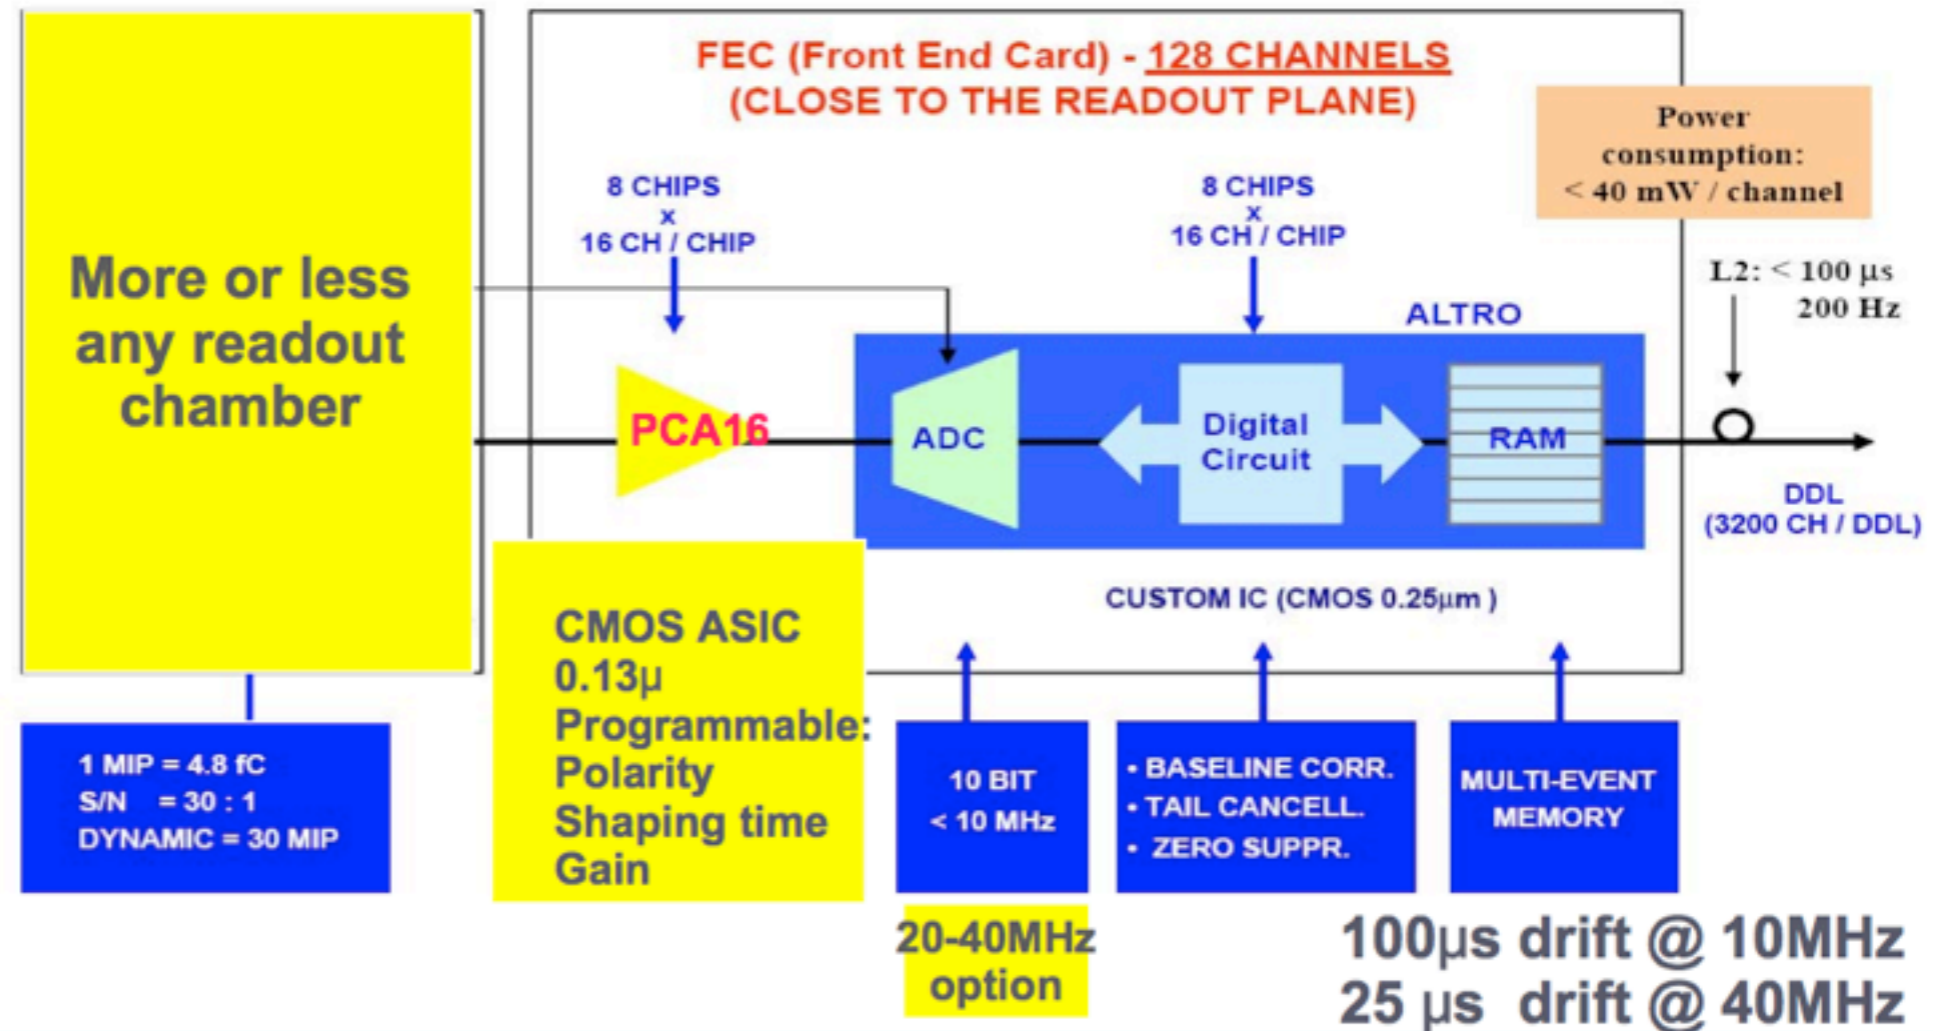 FEC (Front End Card) - 128 CHANNELS
(CLOSE TO THE READOUT PLANE)
Power
consumption:
< 40 mW / channel
8 CHIPS
x
16 CH / CHIP
8 CHIPS
x
16 CH / CHIP
More or less
any readout
chamber
L2: < 100 μs
200 Hz
ALTRO
PCA16
ADC
Digital
Circuit
RAM
DDL
(3200 CH / DDL)
CUSTOM IC (CMOS 0.25μm )
CMOS ASIC
0.13μ
Programmable:
Polarity
Shaping time
Gain
1 MIP = 4.8 fC
S/N = 30 : 1
DYNAMIC = 30 MIP
10 BIT
< 10 MHz
• BASELINE CORR.
• TAIL CANCELL.
• ZERO SUPPR.
MULTI-EVENT
MEMORY
20-40MHz
option
100μs drift @ 10MHz
25 μs drift @ 40MHz